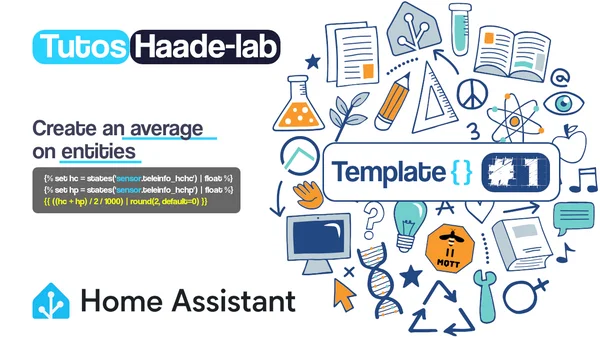 Tutos Haade-lab
Create an average
on entities
{% set hc = states('sensor.teleinfo_hchc') | float %}
{% set hp = states('sensor.teleinfo_hchp') | float %}
{{ ((hc + hp) / 2 / 1000) | round(2, default=0) }}
Home Assistant
@
3
Template {} #1
A
?
MOTT